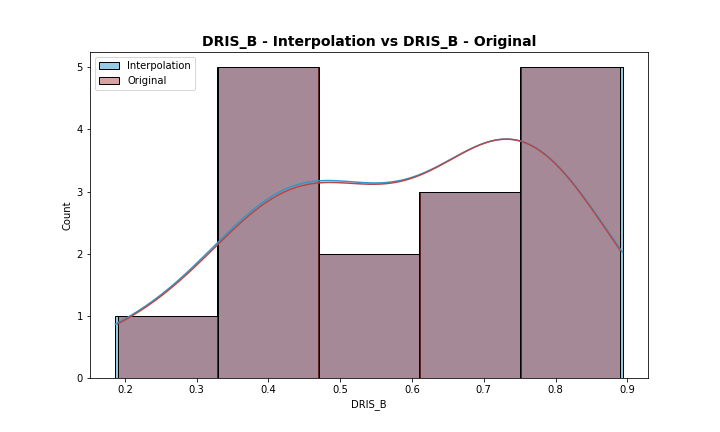 DRIS_B - Interpolation vs DRIS_B - Original
Interpolation
Original
5
4
3
2
1
0
Count
0.2 0.3 0.4 0.5 0.6 0.7 0.8 0.9
DRIS_B